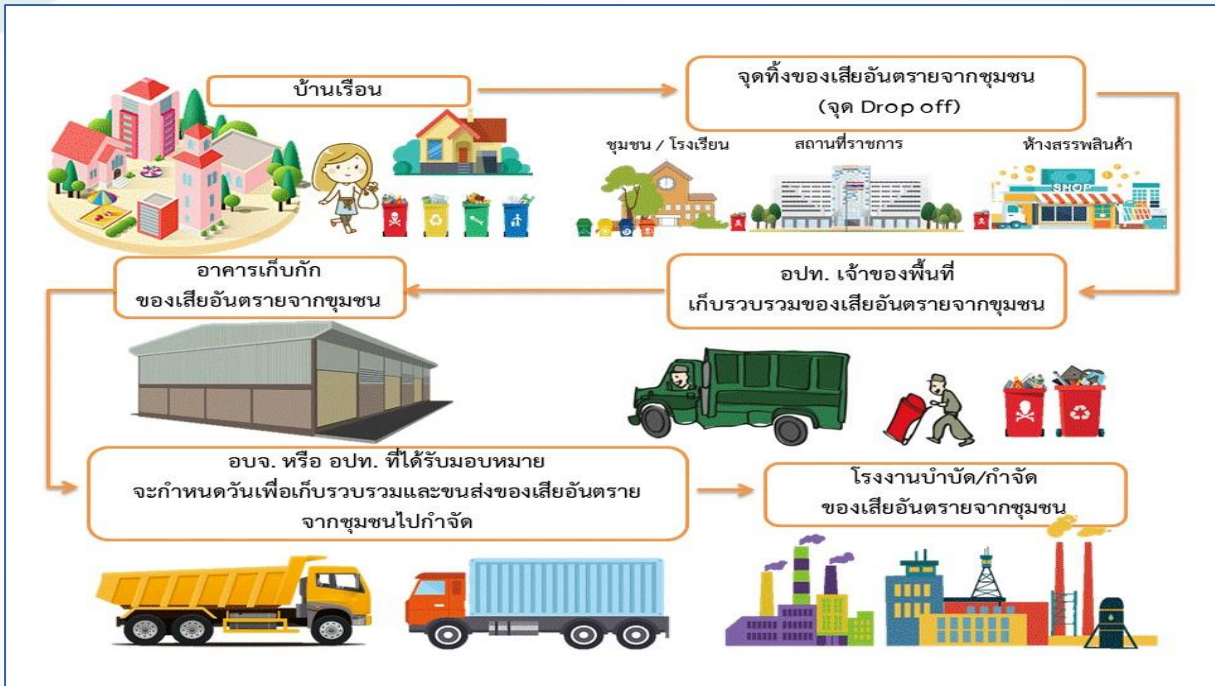 บ้านเรือน
จุดทิ้งของเสียอันตรายจากชุมชน
(จุด Drop off)
ชุมชน / โรงเรียน
สถานที่ราชการ
ห้างสรรพสินค้า
SHOP
อปท. เจ้าของพื้นที่
เก็บรวบรวมของเสียอันตรายจากชุมชน
อาคารเก็บกัก
ของเสียอันตรายจากชุมชน
อบจ. หรือ อปท. ที่ได้รับมอบหมาย
จะกำหนดวันเพื่อเก็บรวบรวมและขนส่งของเสียอันตราย
จากชุมชนไปกำจัด
โรงงานบำบัด/กำจัด
ของเสียอันตรายจากชุมชน